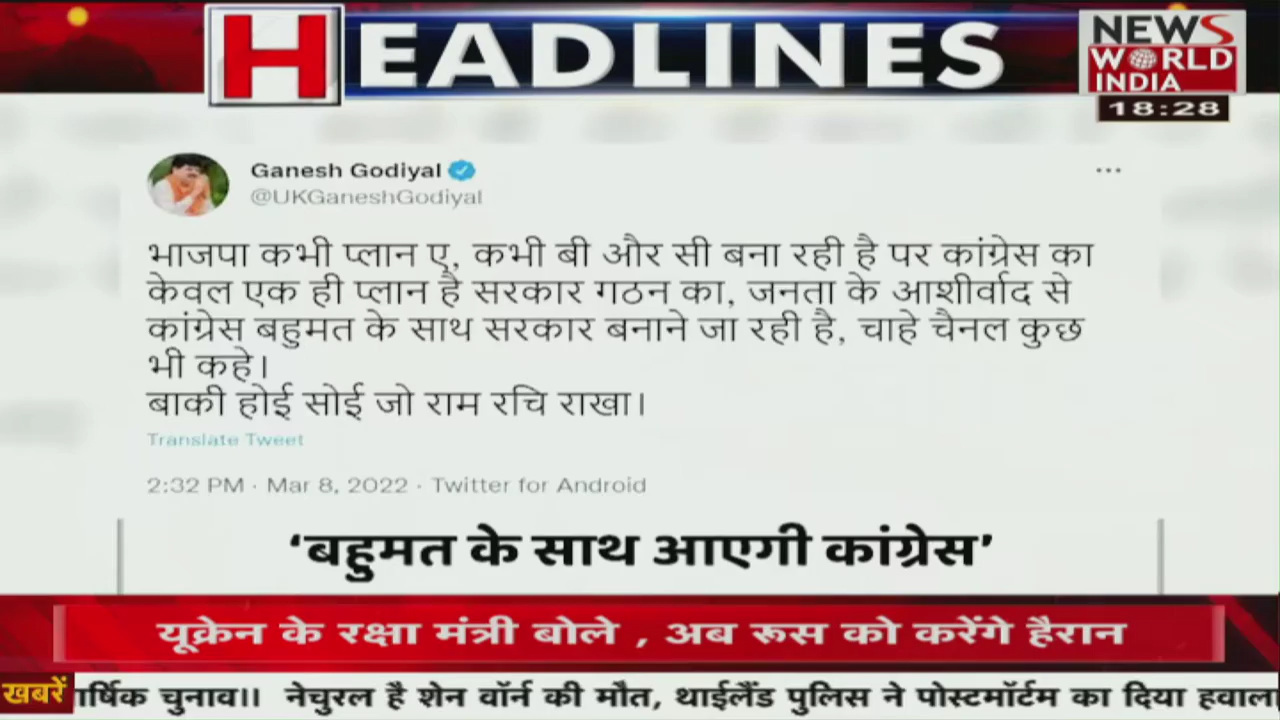 HEADLINES
NEWS
WORLD
INDIA
18:28
Ganesh Godiyal
@UKGaneshGodiyal
भाजपा कभी प्लान ए, कभी बी और सी बना रही है पर कांग्रेस का
केवल एक ही प्लान है सरकार गठन का, जनता के आशीर्वाद से
कांग्रेस बहुमत के साथ सरकार बनाने जा रही है, चाहे चैनल कुछ
भी कहे।
बाकी होई सोई जो राम रचि राखा।
Translate Tweet
2:32 PM · Mar 8, 2022 · Twitter for Android
‘बहुमत के साथ आएगी कांग्रेस’
यूक्रेन के रक्षा मंत्री बोले , अब रूस को करेंगे हैरान
खबरें
र्षिक चुनाव।। नेचुरल है शेन वॉर्न की मौत, थाईलैंड पुलिस ने पोस्टमॉर्टम का दिया हवाल